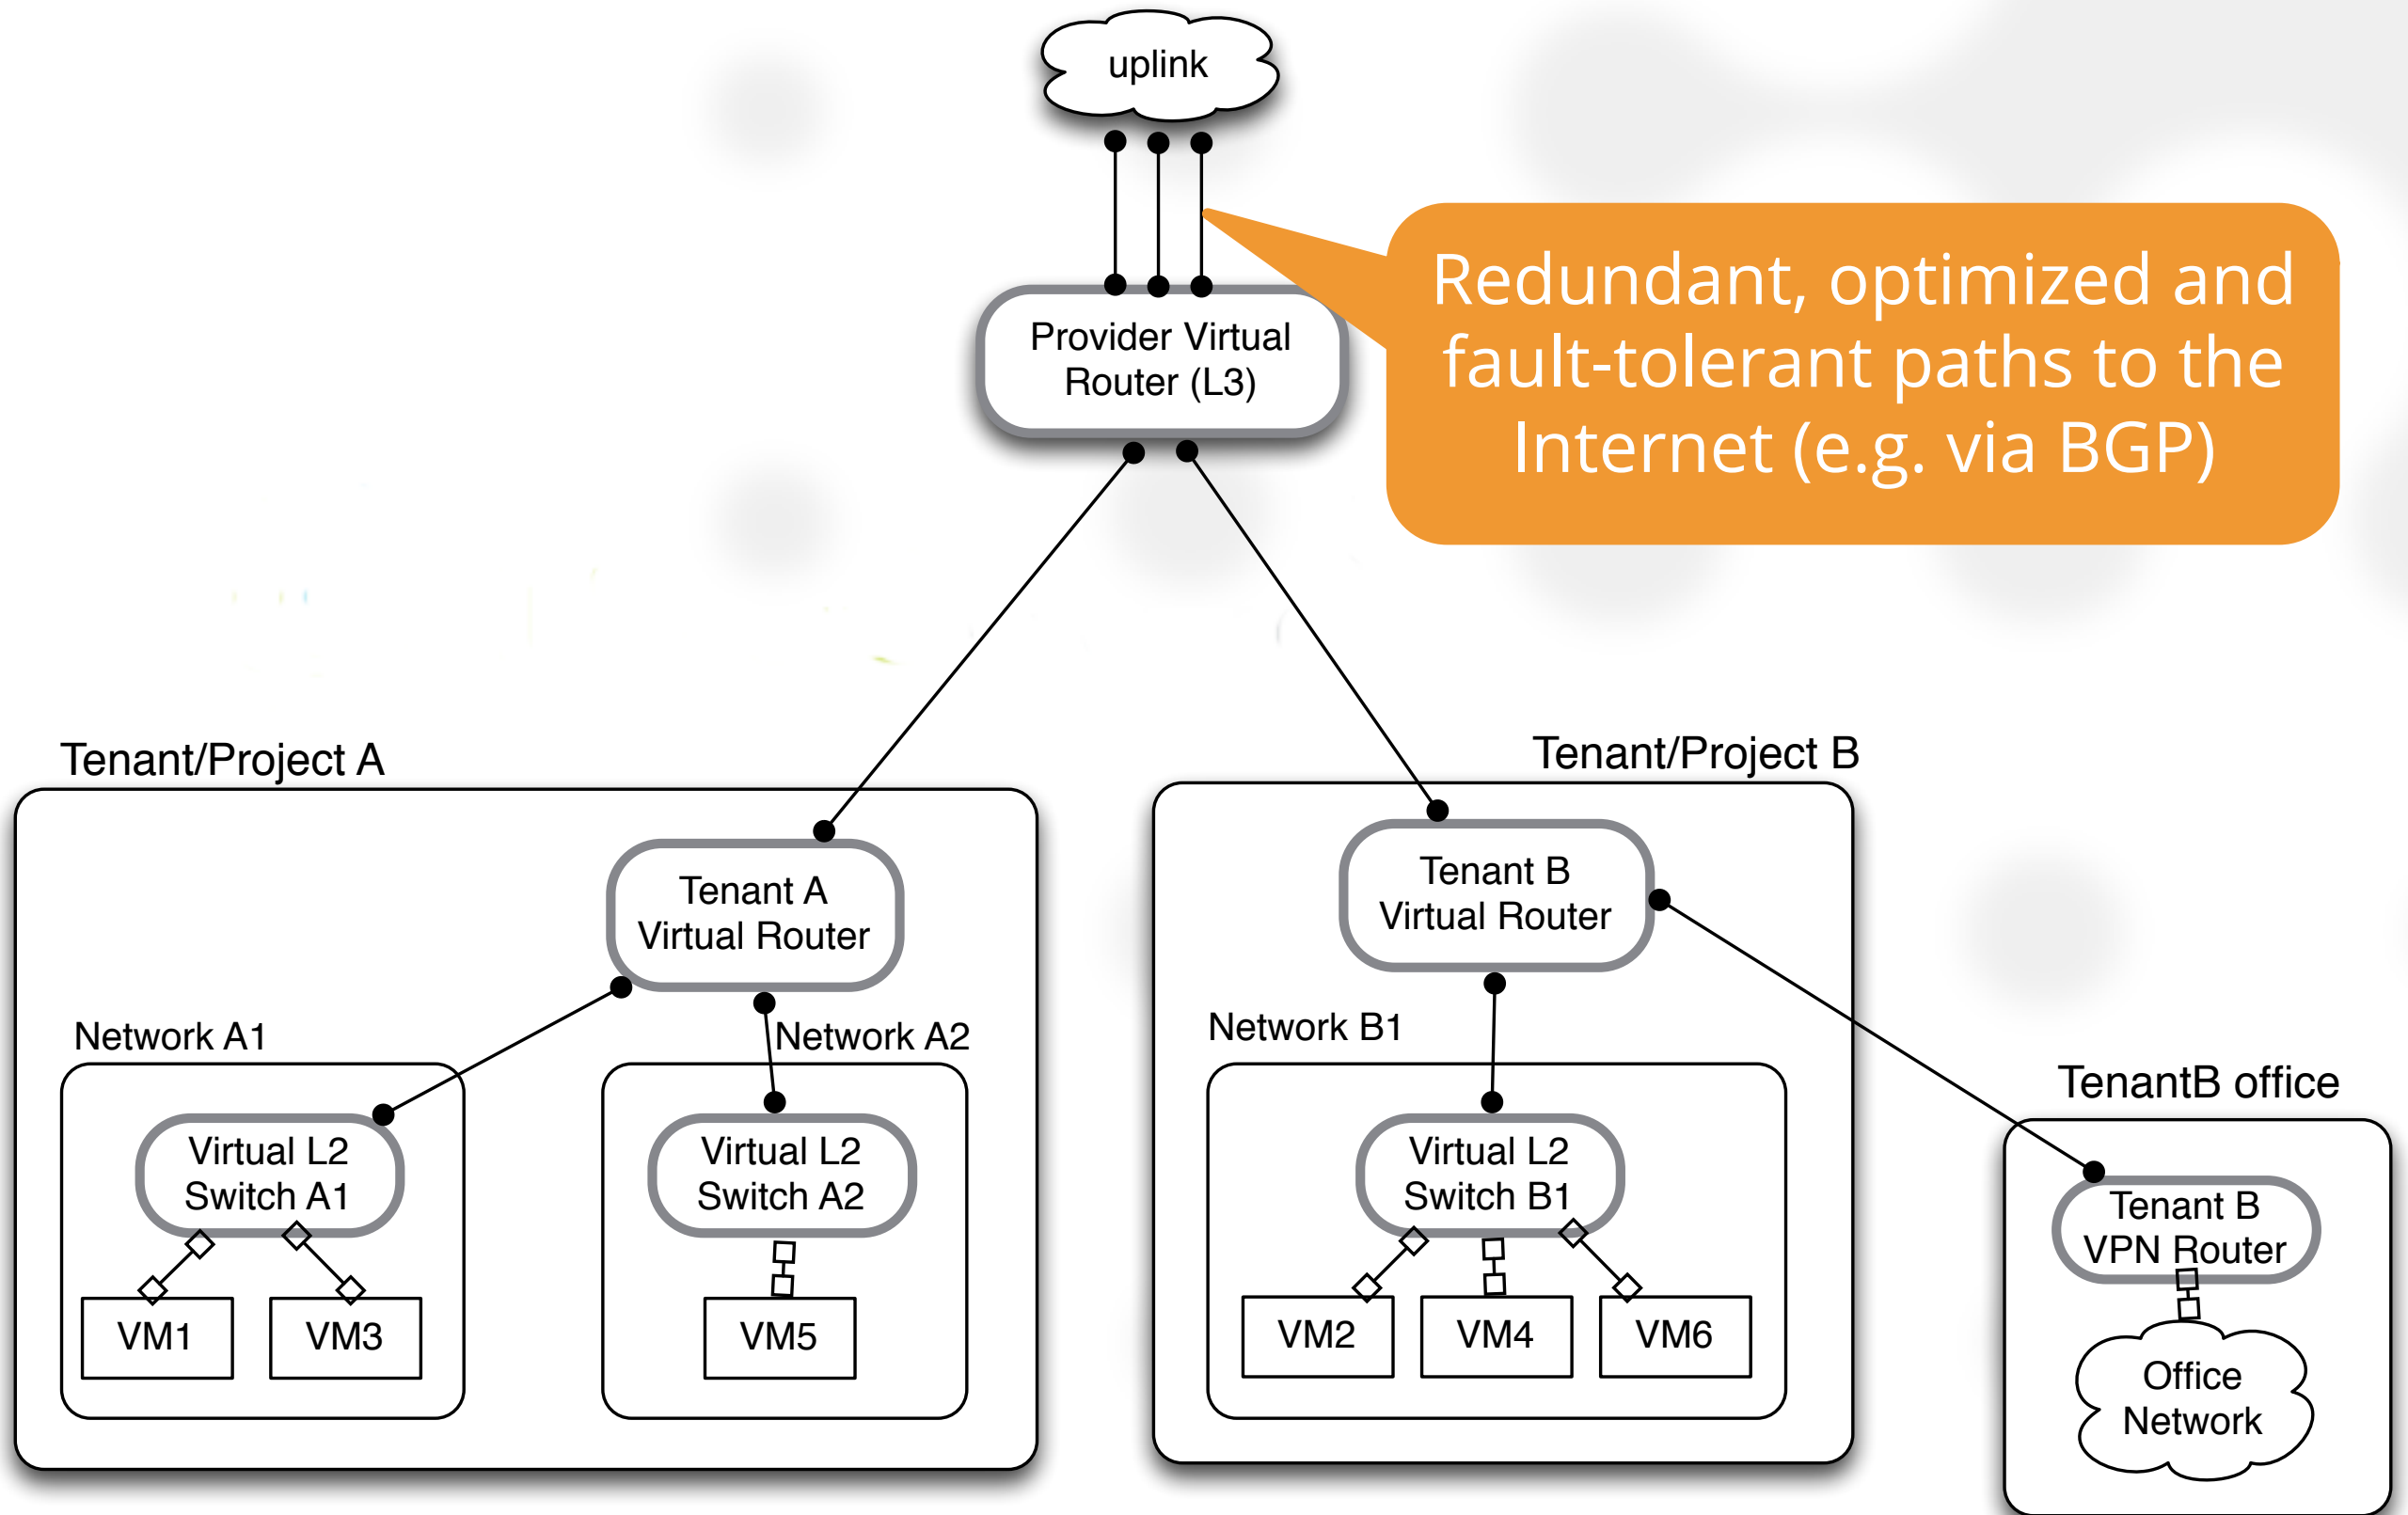 uplink
Provider Virtual
Router (L3)
Redundant, optimized and
fault-tolerant paths to the
Internet (e.g. via BGP)
Tenant/Project A
Tenant A
Virtual Router
Network A1
Network A2
Virtual L2
Switch A1
Virtual L2
Switch A2
VM1
VM3
VM5
Tenant/Project B
Tenant B
Virtual Router
Network B1
Virtual L2
Switch B1
VM2
VM4
VM6
TenantB office
Tenant B
VPN Router
Office
Network